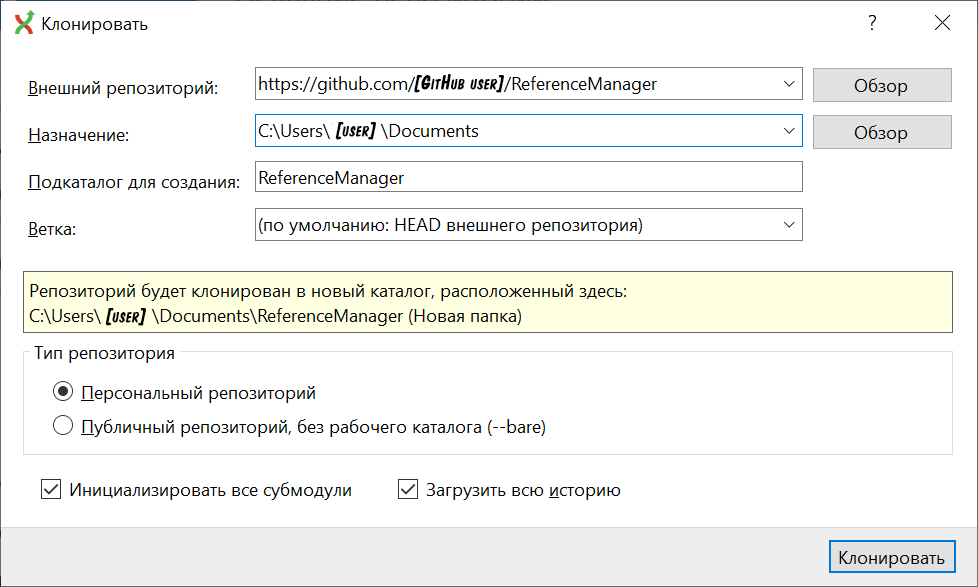 Клонировать ?
Внешний репозиторий: https://github.com/[GitHub user]/ReferenceManager Обзор
Назначение: C:\Users\ [user] \Documents Обзор
Подкаталог для создания: ReferenceManager
Ветка: (по умолчанию: HEAD внешнего репозитория)
Репозиторий будет клонирован в новый каталог, расположенный здесь:
C:\Users\ [user] \Documents\ReferenceManager (Новая папка)
Тип репозитория
Персональный репозиторий
Публичный репозиторий, без рабочего каталога (--bare)
Инициализировать все субмодули Загрузить всю историю
Клонировать